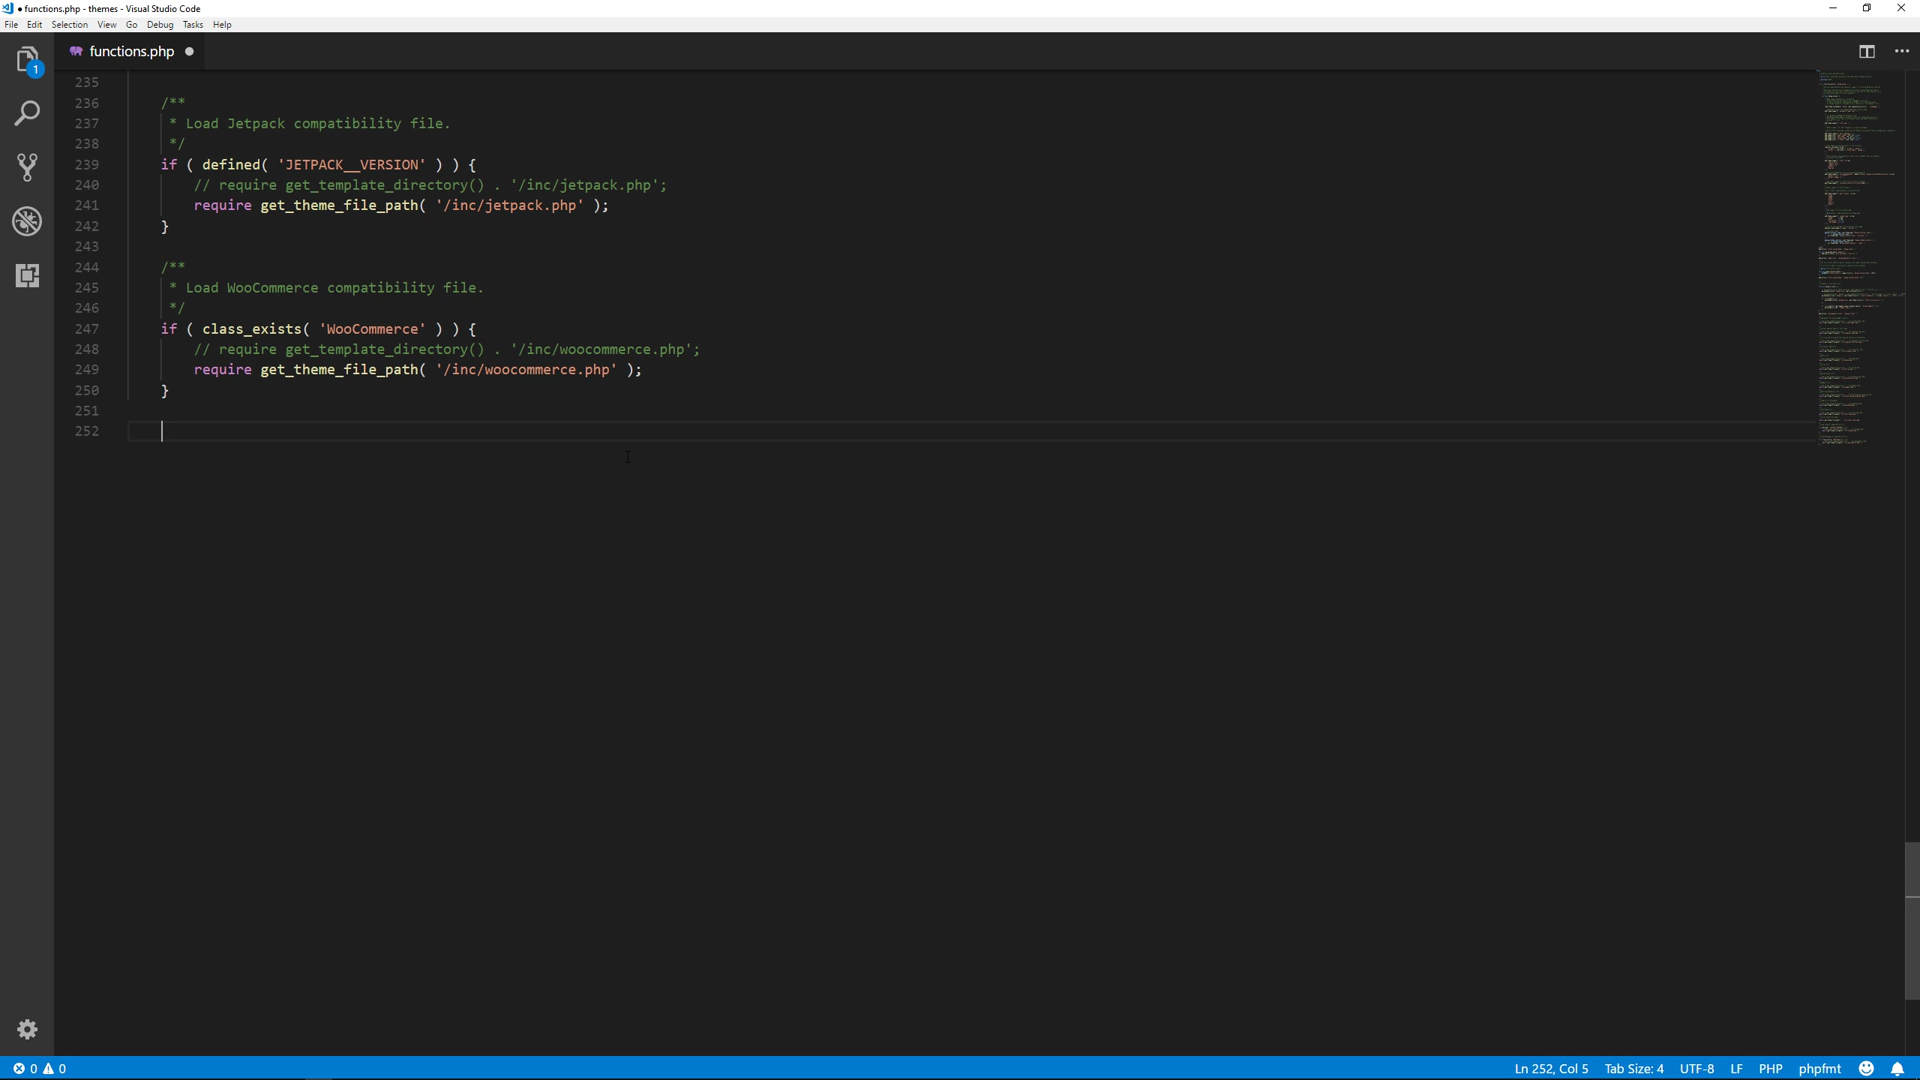 ● functions.php - themes - Visual Studio Code
File Edit Selection View Go Debug Tasks Help
1
functions.php ●
235
236 /**
237 * Load Jetpack compatibility file.
238 */
239 if ( defined( 'JETPACK__VERSION' ) ) {
240 // require get_template_directory() . '/inc/jetpack.php';
241 require get_theme_file_path( '/inc/jetpack.php' );
242 }
243
244 /**
245 * Load WooCommerce compatibility file.
246 */
247 if ( class_exists( 'WooCommerce' ) ) {
248 // require get_template_directory() . '/inc/woocommerce.php';
249 require get_theme_file_path( '/inc/woocommerce.php' );
250 }
251
252
0 0 Ln 252, Col 5 Tab Size: 4 UTF-8 LF PHP phpfmt